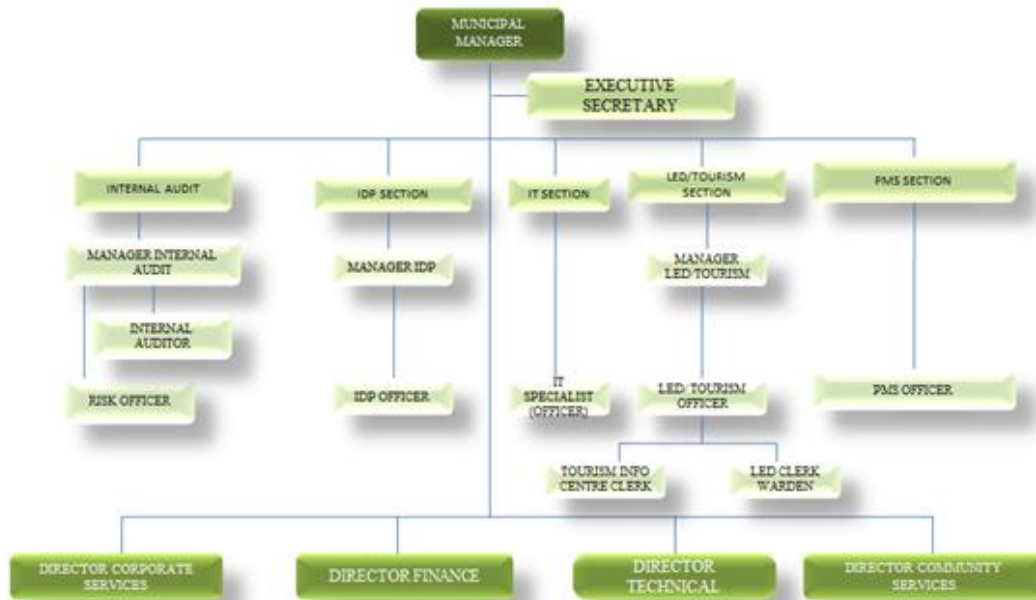 MUNICIPAL
MANAGER
EXECUTIVE
SECRETARY
INTERNAL AUDIT
IDP SECTION
IT SECTION
LED/TOURISM
SECTION
PMS SECTION
MANAGER INTERNAL
AUDIT
MANAGER IDP
MANAGER
LED/TOURISM
INTERNAL
AUDITOR
RISK OFFICER
IDP OFFICER
IT
SPECIALIST
(OFFICER)
LED/ TOURISM
OFFICER
PMS OFFICER
TOURISM INFO
CENTRE CLERK
LED CLERK
WARDEN
DIRECTOR CORPORATE
SERVICES
DIRECTOR FINANCE
DIRECTOR
TECHNICAL
DIRECTOR COMMUNITY
SERVICES